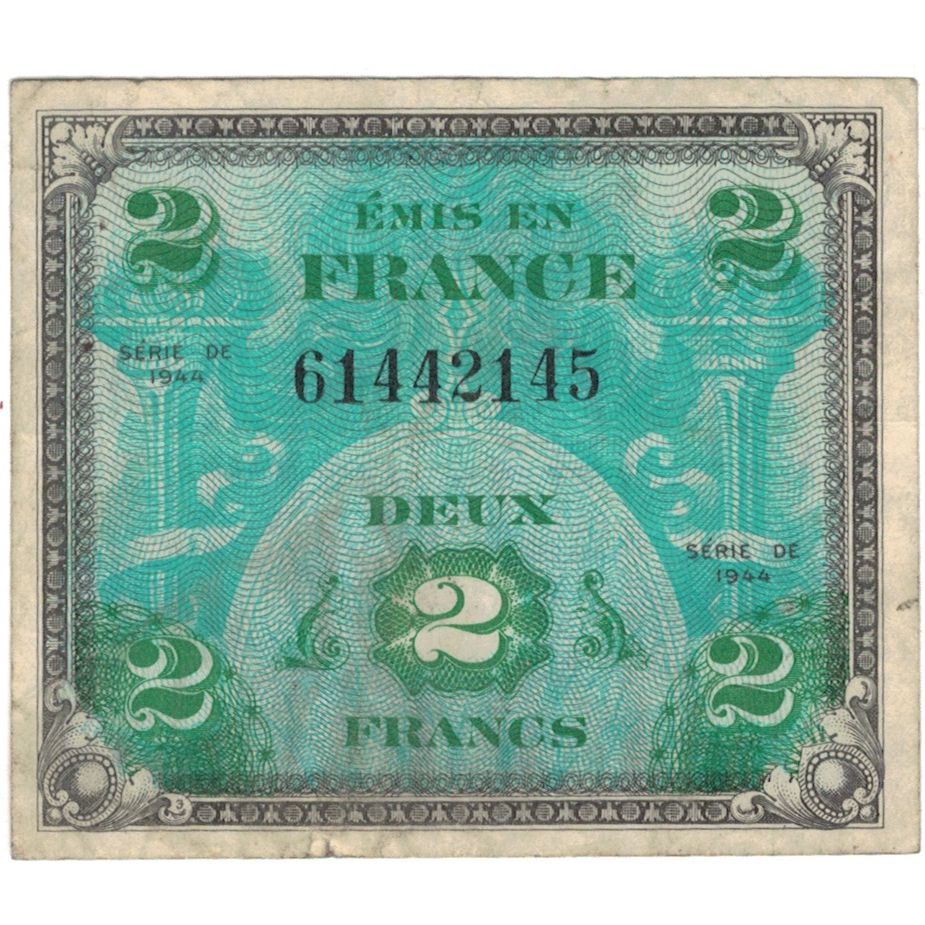 2 2
ÉMIS EN
FRANCE
SÉRIE DE
1944
61442145
DEUX
SÉRIE DE
1944
2
2 2
FRANCS
3